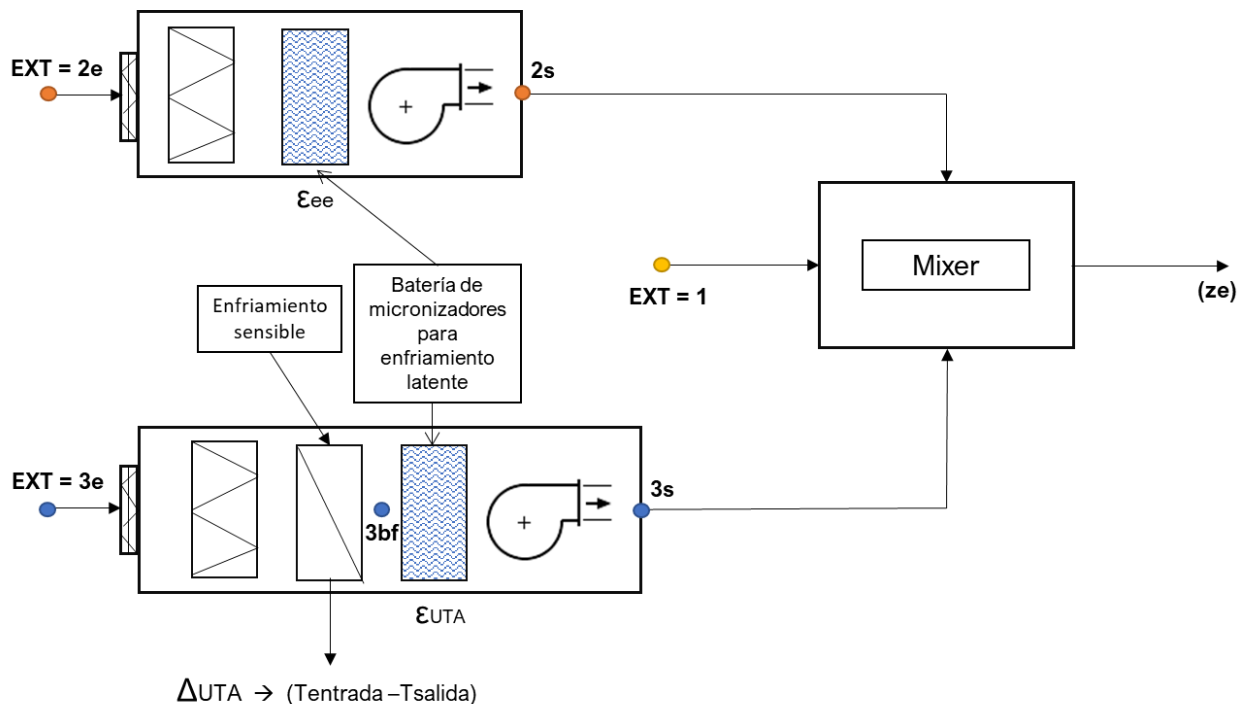 EXT = 2e
2s
εee
Mixer
EXT = 1
(ze)
Enfriamiento
sensible
Batería de
micronizadores
para
enfriamiento
latente
EXT = 3e
3bf
3s
εUTA
ΔUTA → (Tentrada –Tsalida)